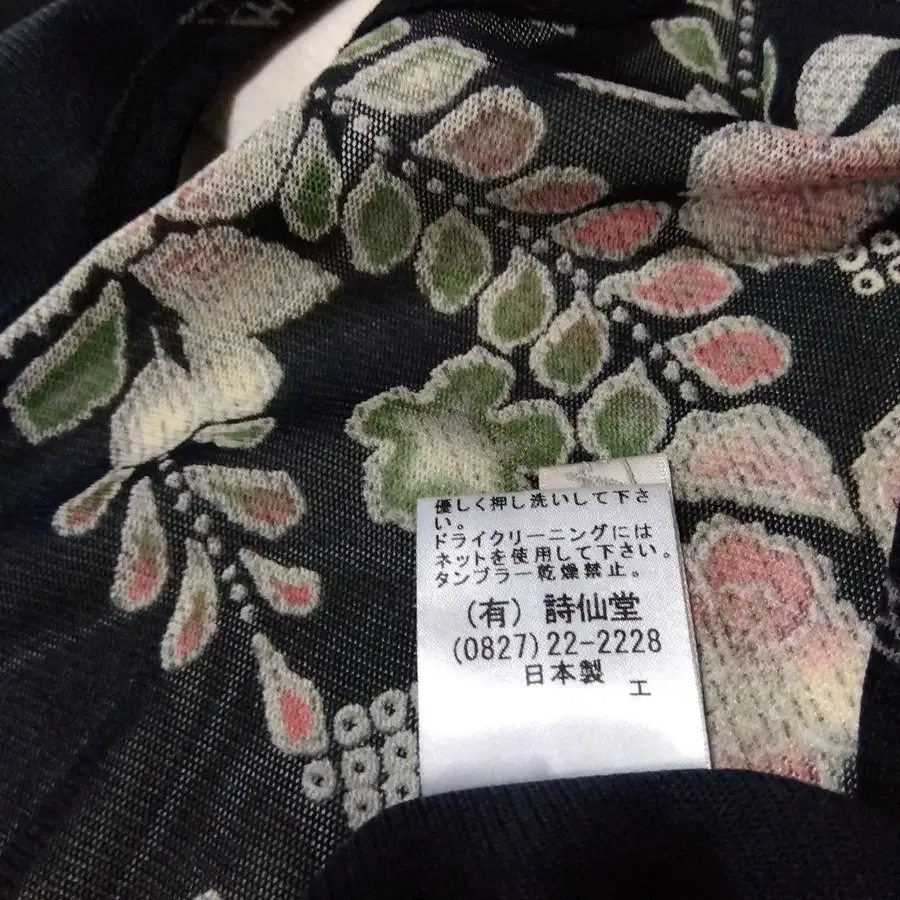 優しく押し洗いして下さ
い。
ドライクリーニングには
ネットを使用して下さい。
タンブラー乾燥禁止。
(有) 詩仙堂
(0827)22-2228
日本製
工